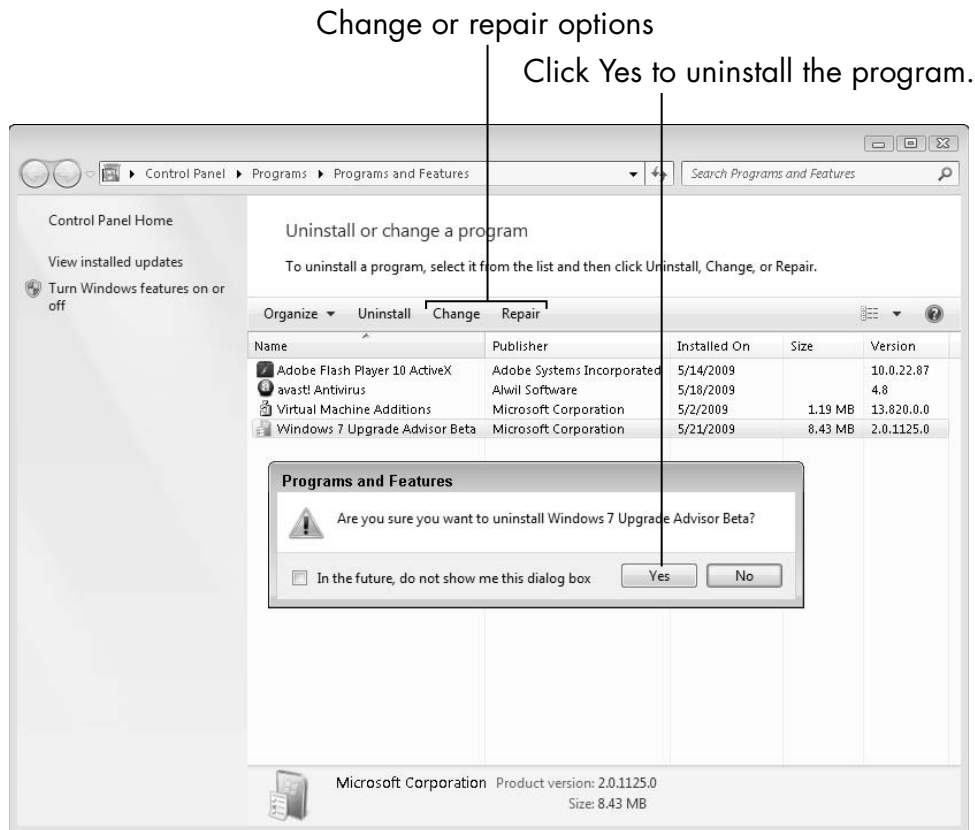 Change or repair options
Click Yes to uninstall the program.
Control Panel Programs Programs and Features
Search Programs and Features
Control Panel Home
View installed updates
Turn Windows features on or
off
Uninstall or change a program
To uninstall a program, select it from the list and then click Uninstall, Change, or Repair.
Organize Uninstall Change Repair
Name Publisher Installed On Size Version
Adobe Flash Player 10 ActiveX Adobe Systems Incorporated 5/14/2009 10.0.22.87
avast! Antivirus Alwil Software 5/18/2009 4.8
Virtual Machine Additions Microsoft Corporation 5/2/2009 1.19 MB 13.820.0.0
Windows 7 Upgrade Advisor Beta Microsoft Corporation 5/21/2009 8.43 MB 2.0.1125.0
Programs and Features
Are you sure you want to uninstall Windows 7 Upgrade Advisor Beta?
In the future, do not show me this dialog box Yes No
Microsoft Corporation Product version: 2.0.1125.0
Size: 8.43 MB